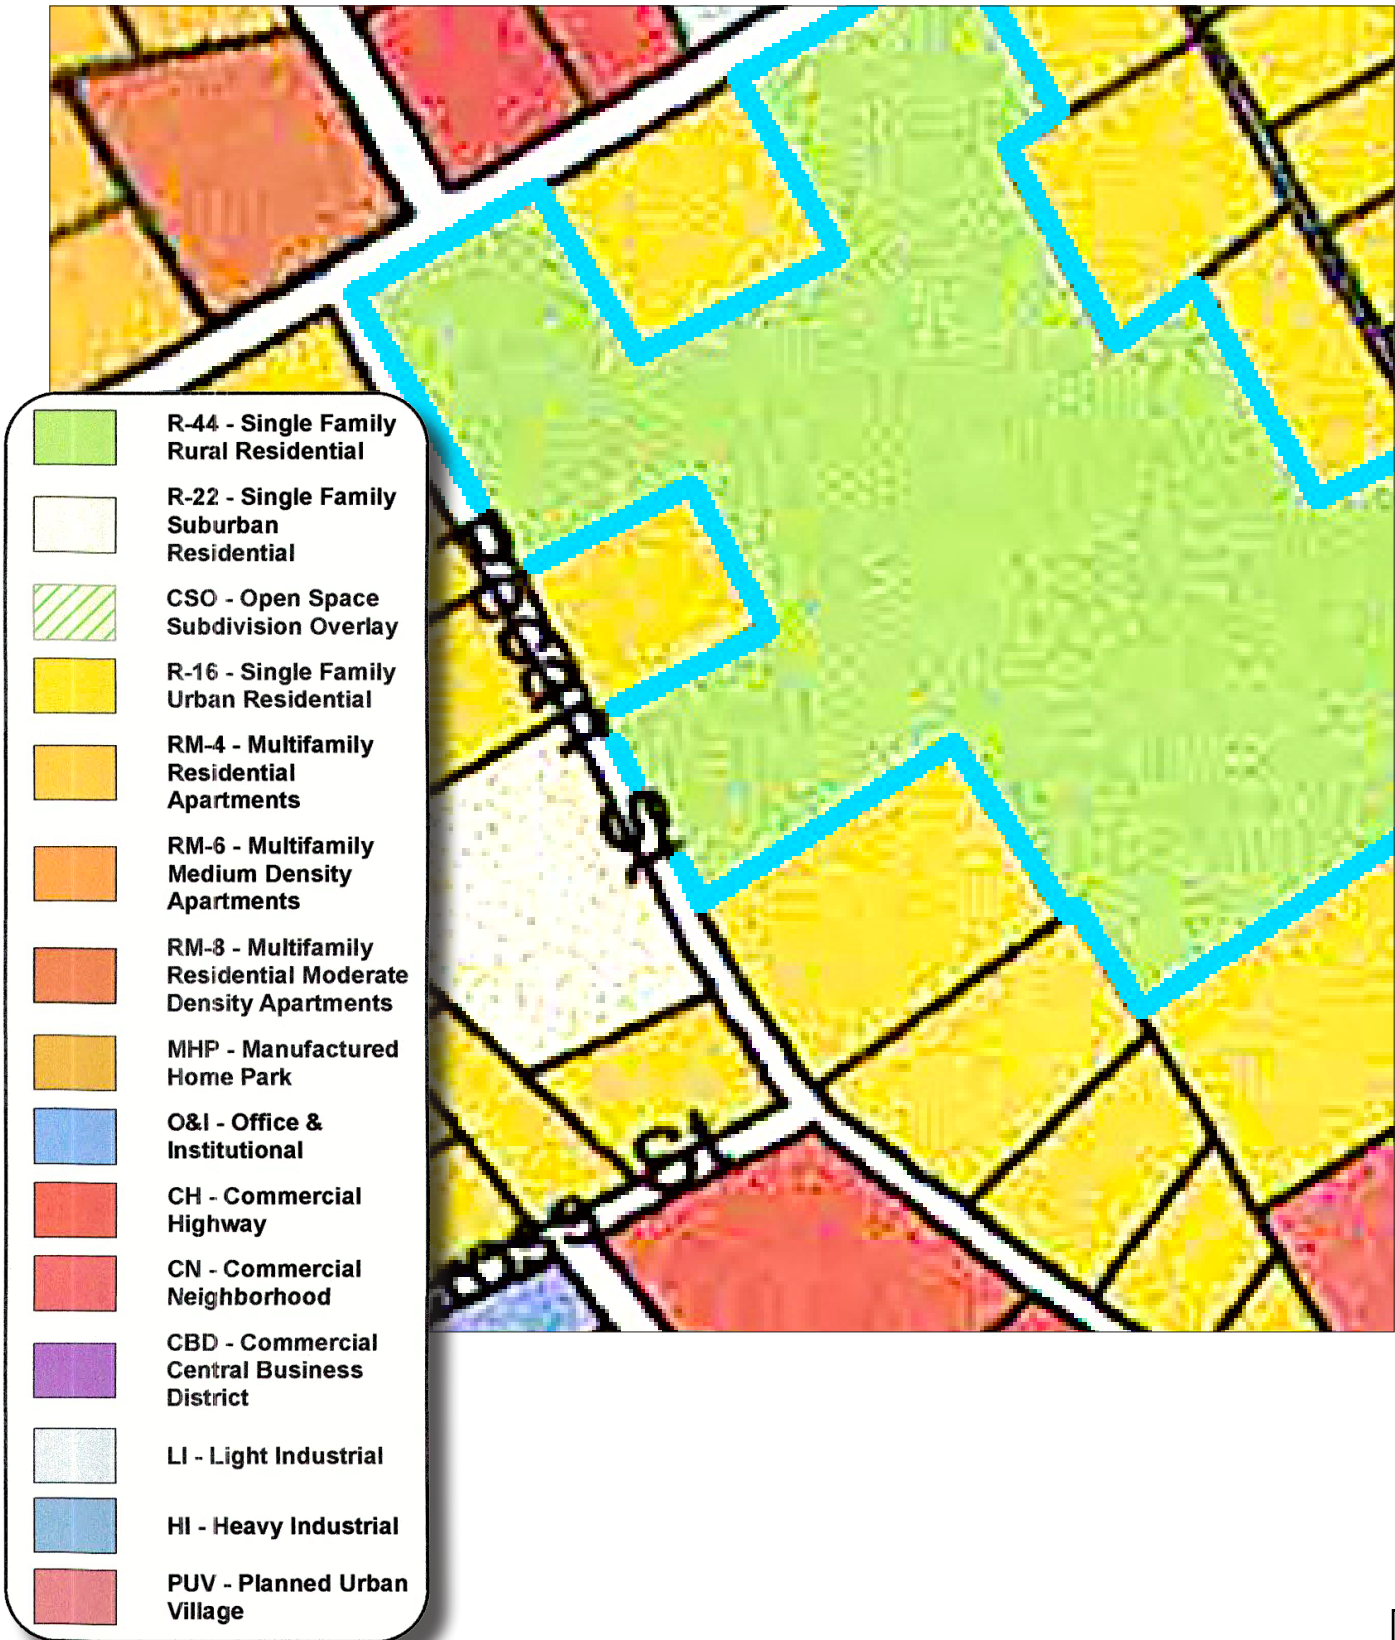 R-44 - Single Family
Rural Residential
R-22 - Single Family
Suburban
Residential
CSO - Open Space
Subdivision Overlay
R-16 - Single Family
Urban Residential
RM-4 - Multifamily
Residential
Apartments
RM-6 - Multifamily
Medium Density
Apartments
RM-8 - Multifamily
Residential Moderate
Density Apartments
MHP - Manufactured
Home Park
O&I - Office &
Institutional
CH - Commercial
Highway
CN - Commercial
Neighborhood
CBD - Commercial
Central Business
District
LI - Light Industrial
HI - Heavy Industrial
PUV - Planned Urban
Village
St
St